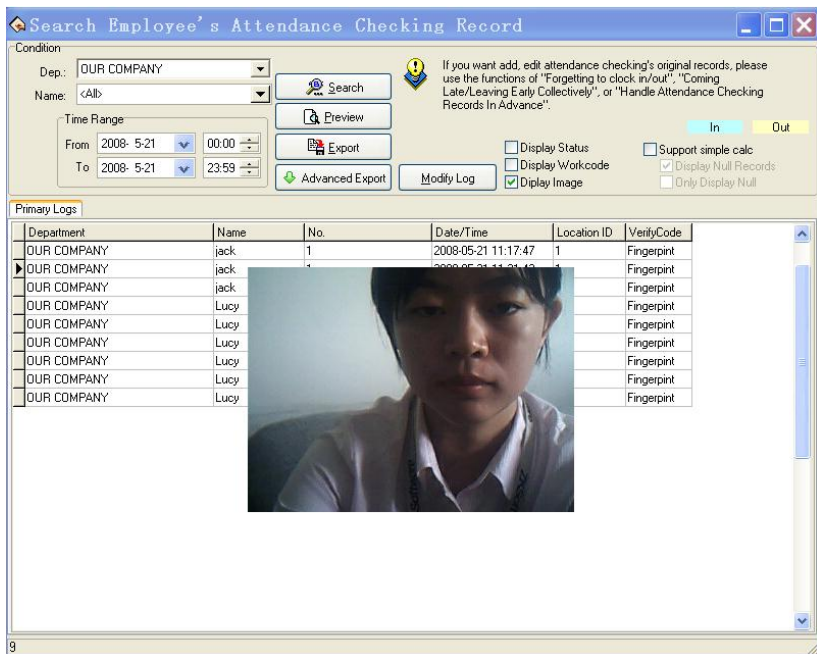 Search Employee's Attendance Checking Record
Condition
Dep.: OUR COMPANY
Name: <All>
Time Range
From 2008- 5-21 00:00
To 2008- 5-21 23:59
Search
Preview
Export
Advanced Export
Modify Log
If you want add, edit attendance checking's original records, please
use the functions of "Forgetting to clock in/out", "Coming
Late/Leaving Early Collectively", or "Handle Attendance Checking
Records In Advance".
In Out
Display Status
Display Workcode
Diplay Image
Support simple calc
Display Null Records
Only Display Null
Primary Logs
Department Name No. Date/Time Location ID VerifyCode
OUR COMPANY jack 1 2008-05-21 11:17:47 1 Fingerpint
OUR COMPANY jack Fingerpint
OUR COMPANY jack Fingerpint
OUR COMPANY Lucy Fingerpint
OUR COMPANY Lucy Fingerpint
OUR COMPANY Lucy Fingerpint
OUR COMPANY Lucy Fingerpint
OUR COMPANY Lucy Fingerpint
OUR COMPANY Lucy Fingerpint
9